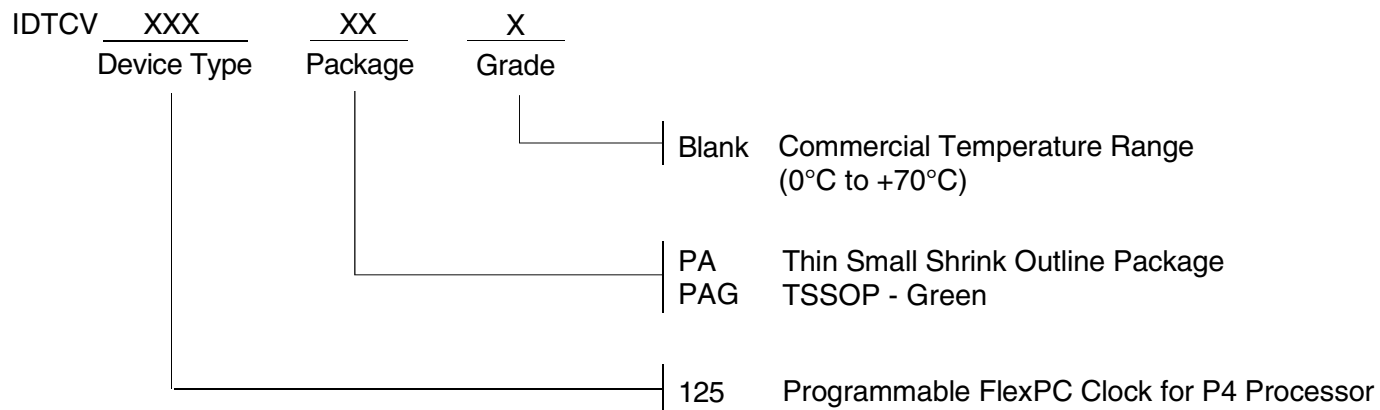 IDTCV XXX XX X
Device Type Package Grade
Blank Commercial Temperature Range
(0°C to +70°C)
PA Thin Small Shrink Outline Package
PAG TSSOP - Green
125 Programmable FlexPC Clock for P4 Processor